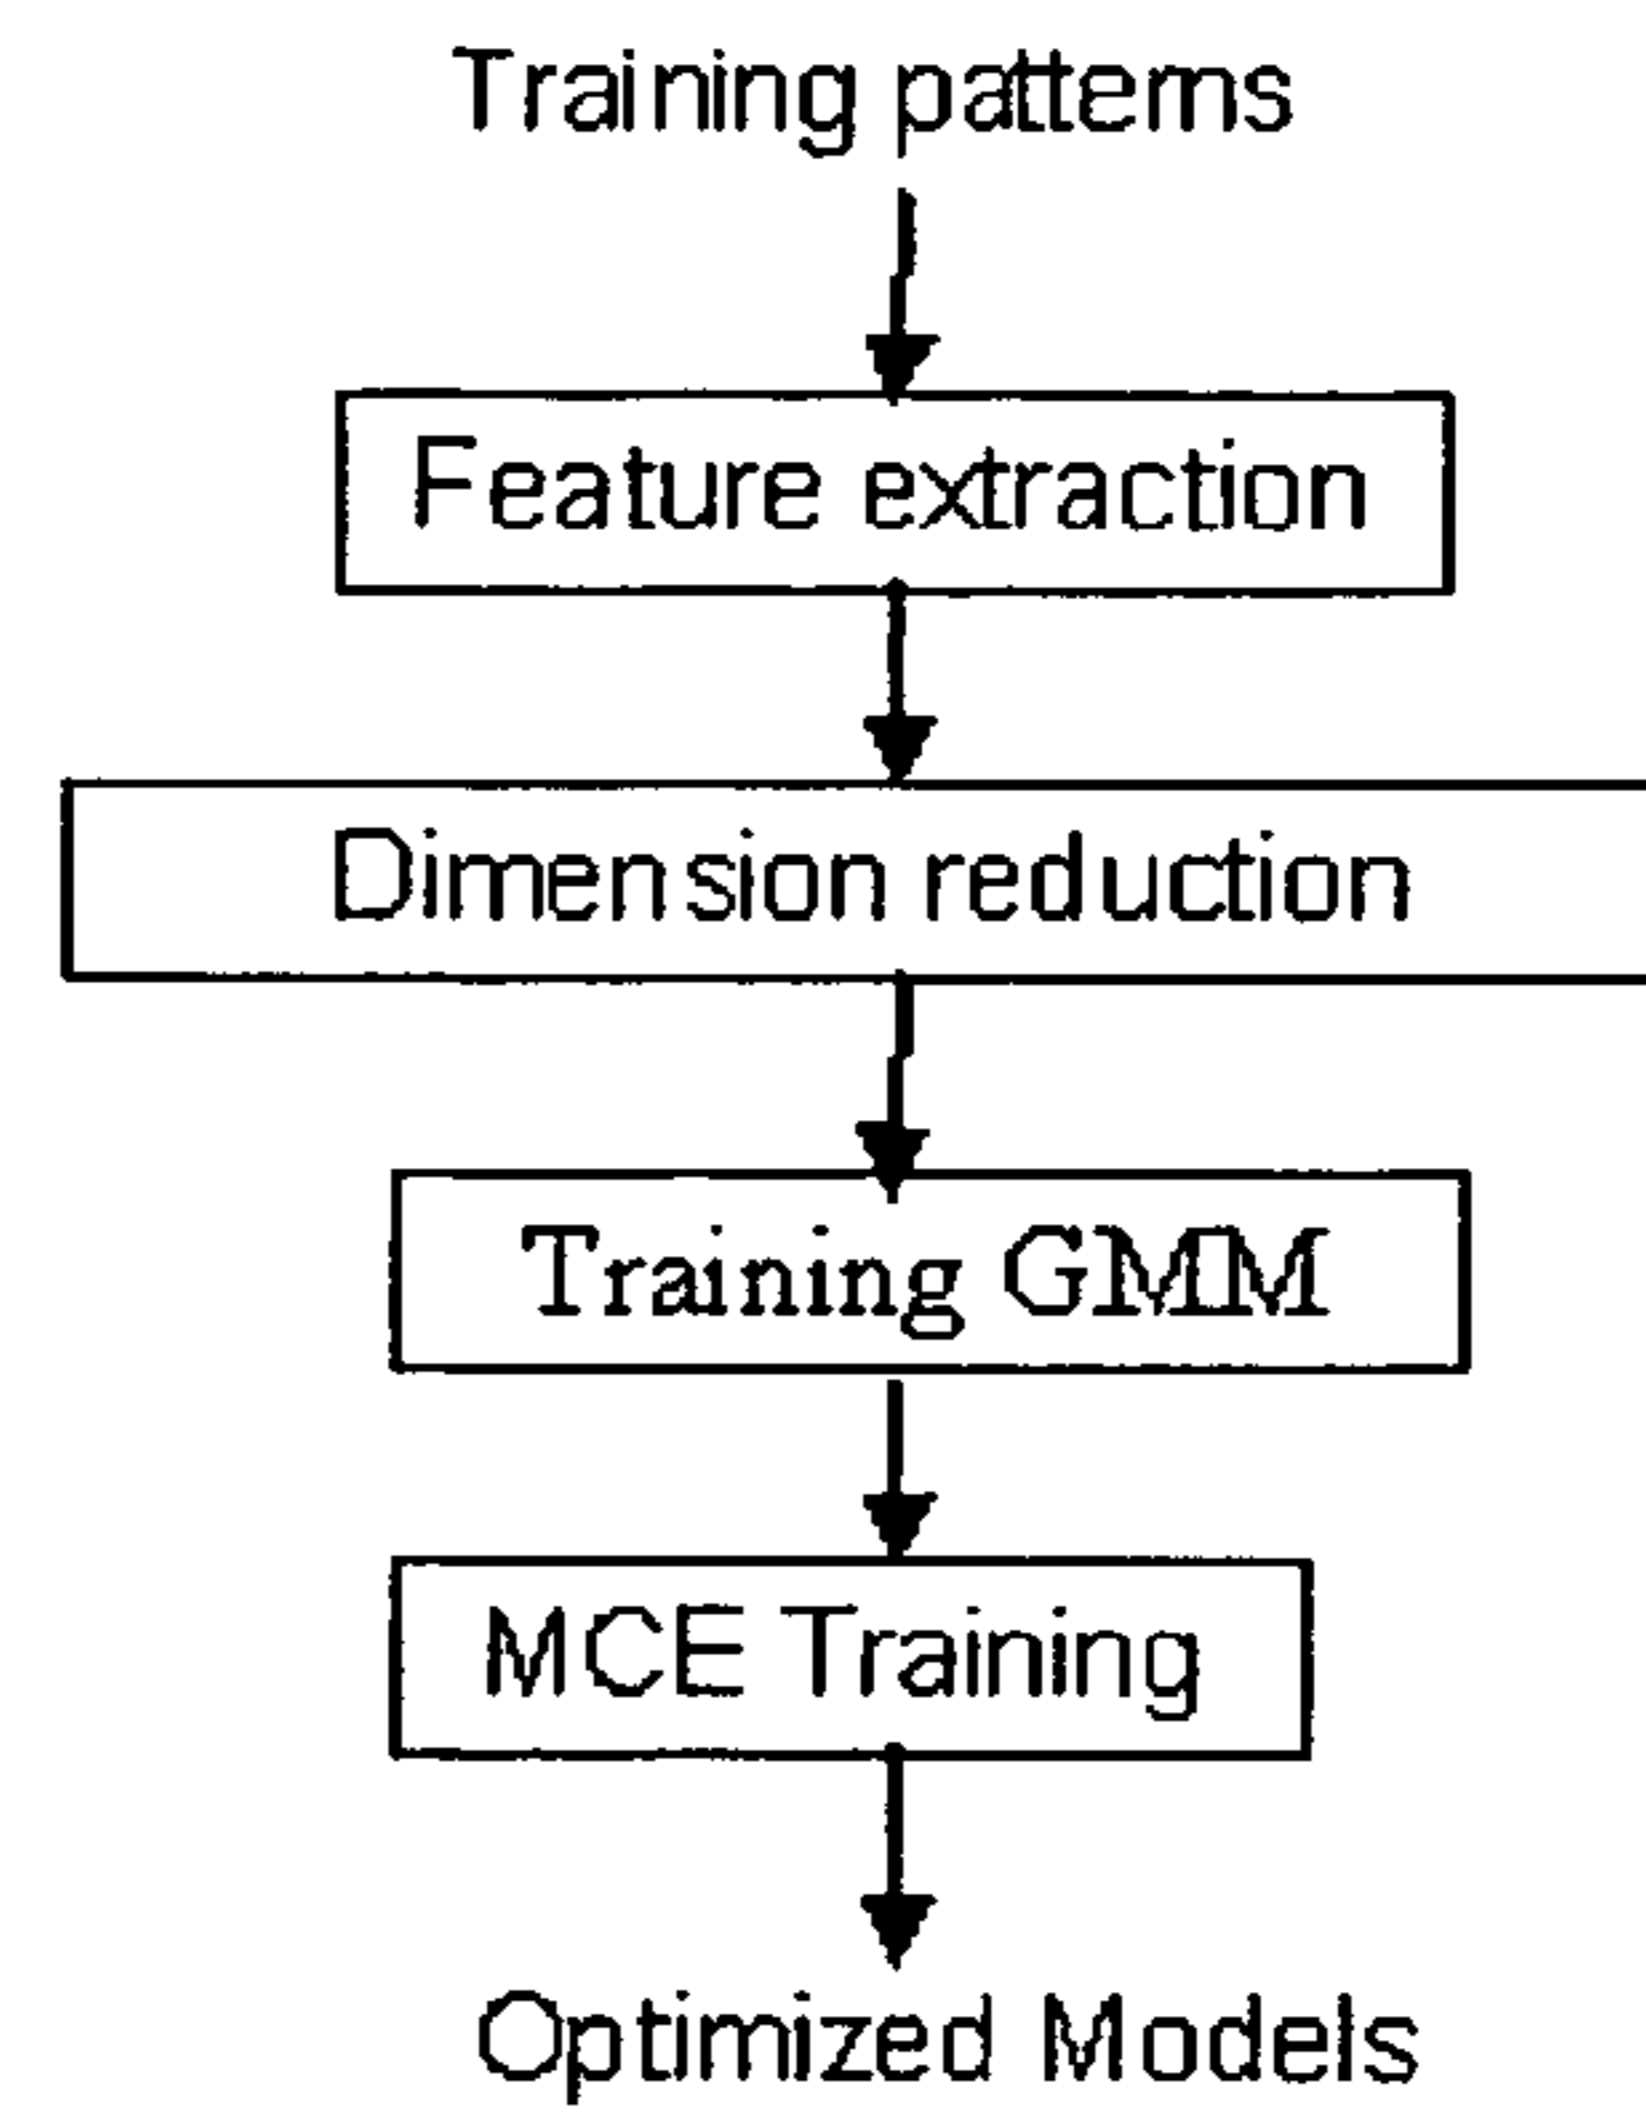 Training patterns
Feature extraction
Dimension reduction
Training GMM
MCE Training
Optimized Models